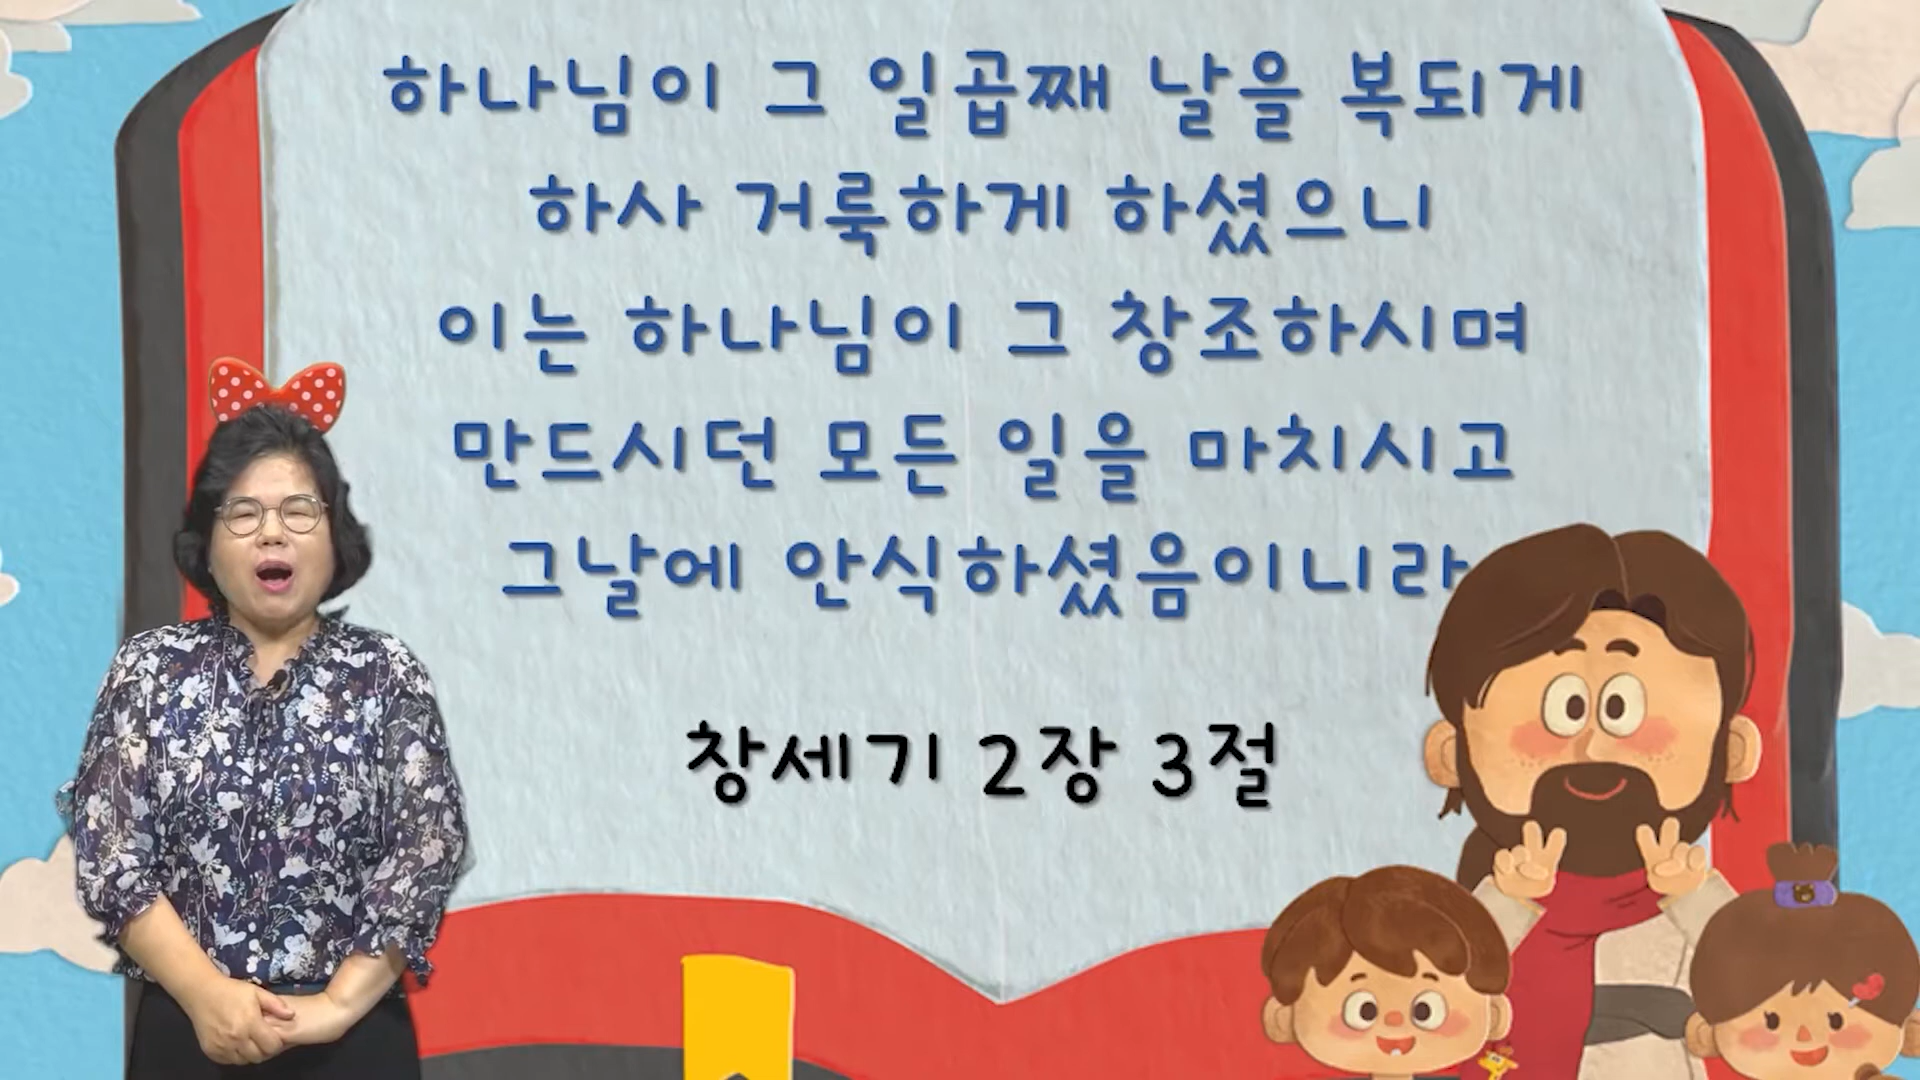 하나님이 그 일곱째 날을 복되게
하사 거룩하게 하셨으니
이는 하나님이 그 창조하시며
만드시던 모든 일을 마치시고
그날에 안식하셨음이니라
창세기 2장 3절